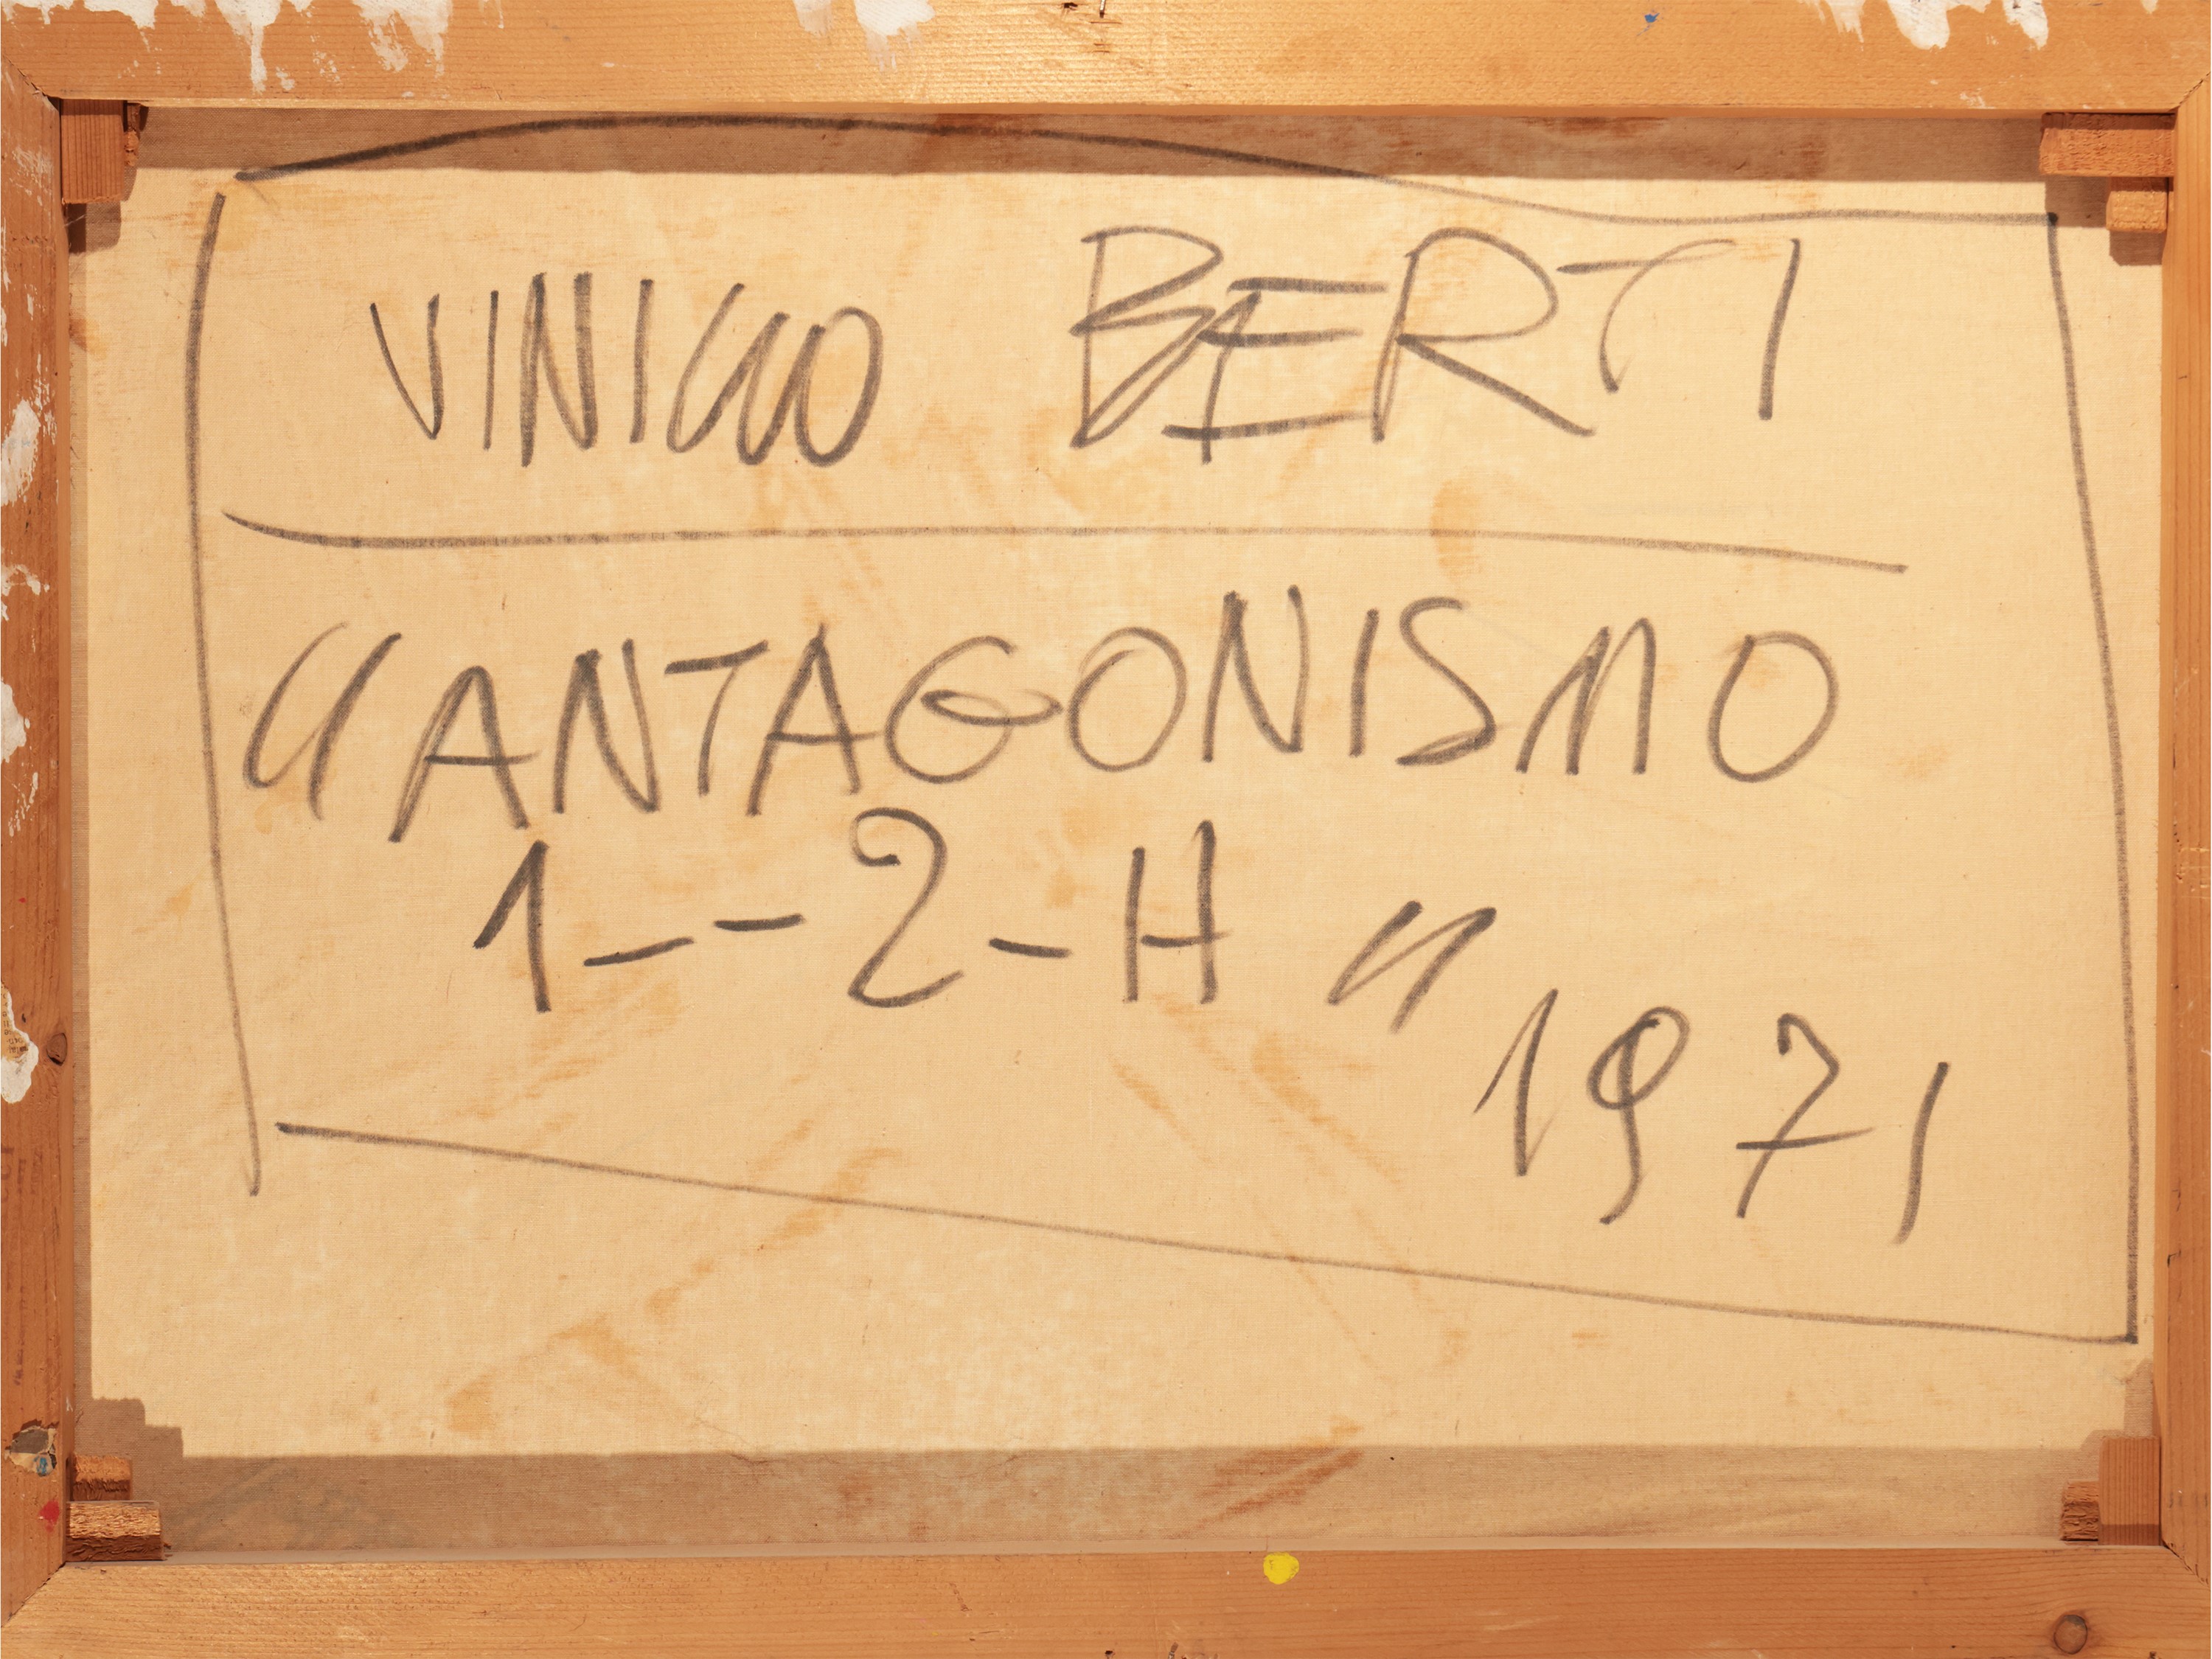 VINICIO BERTI
"ANTAGONISMO
1--2-H"
1971